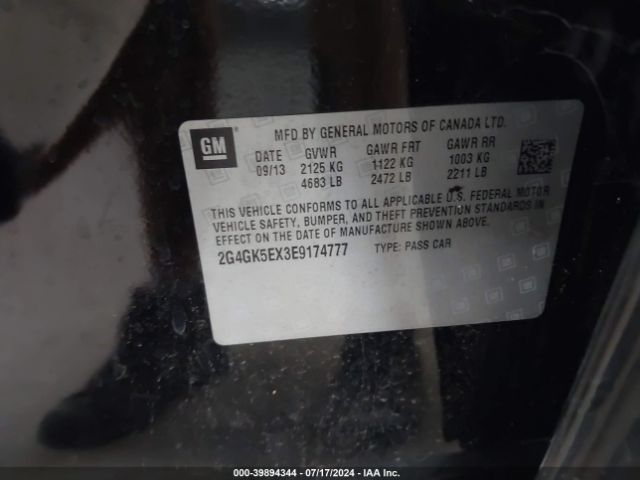 MFD BY GENERAL MOTORS OF CANADA LTD.
GM
DATE GVWR GAWR FRT GAWR RR
09/13 2125 KG 1122 KG 1003 KG
4683 LB 2472 LB 2211 LB
THIS VEHICLE CONFORMS TO ALL APPLICABLE U.S. FEDERAL MOTOR
VEHICLE SAFETY, BUMPER, AND THEFT PREVENTION STANDARDS IN
EFFECT ON THE DATE OF MANUFACTURE SHOWN ABOVE.
2G4GK5EX3E9174777 TYPE: PASS CAR
000-39894344 / 07/17/2024 - IAA Inc.